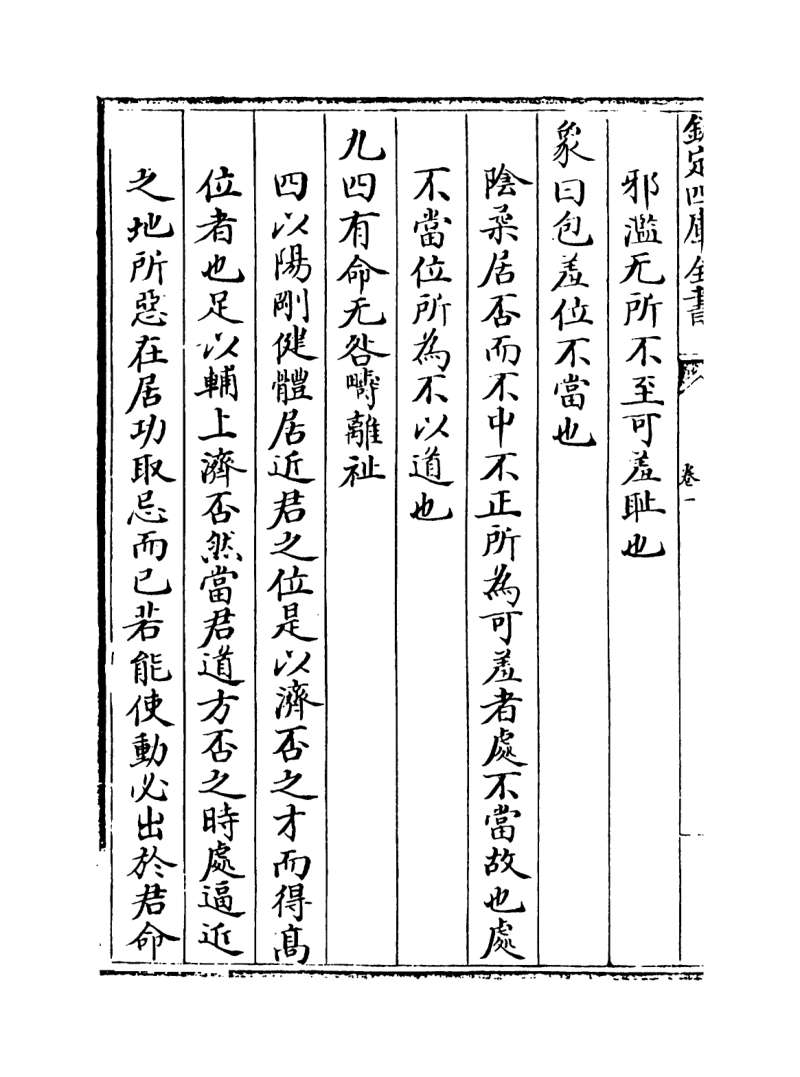 欽定四庫全書
卷一
邪濫无所不至可羞恥也
象曰包羞位不當也
陰柔居否而不中不正所為可羞者處不當故也處
不當位所為不以道也
九四有命无咎疇離祉
四以陽剛健體居近君之位是以濟否之才而得髙
位者也足以輔上濟否然當君道方否之時處逼近
之地所惡在居功取忌而已若能使動必出於君命